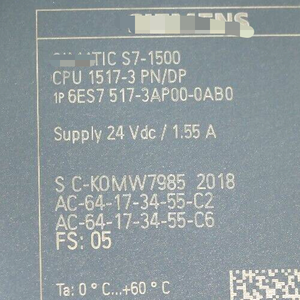 TIC S7-1500
CPU 1517-3 PN/DP
1P 6ES7 517-3AP00-0AB0
Supply 24 Vdc / 1.55 A
S C-K0MW7985 2018
AC-64-17-34-55-C2
AC-64-17-34-55-C6
FS: 05
Ta: 0 ° C...+60 ° C